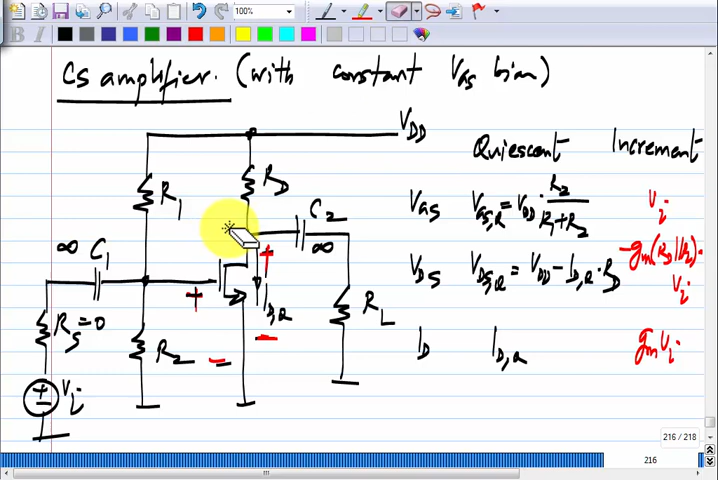 100%
CS amplifier. (with constant VGS bias)
VDD
Quiescent Increment
R1 RD C2 ∞
VGS VGS,Q = VDD · R2/(R1+R2) vi
∞ C1
VDS VDS,Q = VDD - ID,Q · RD -gm(RD||RL) vi
+ +
Rs=0 R2 ID,Q RL
ID ID,Q gmvi
- -
+ - Vi
216 / 218
216